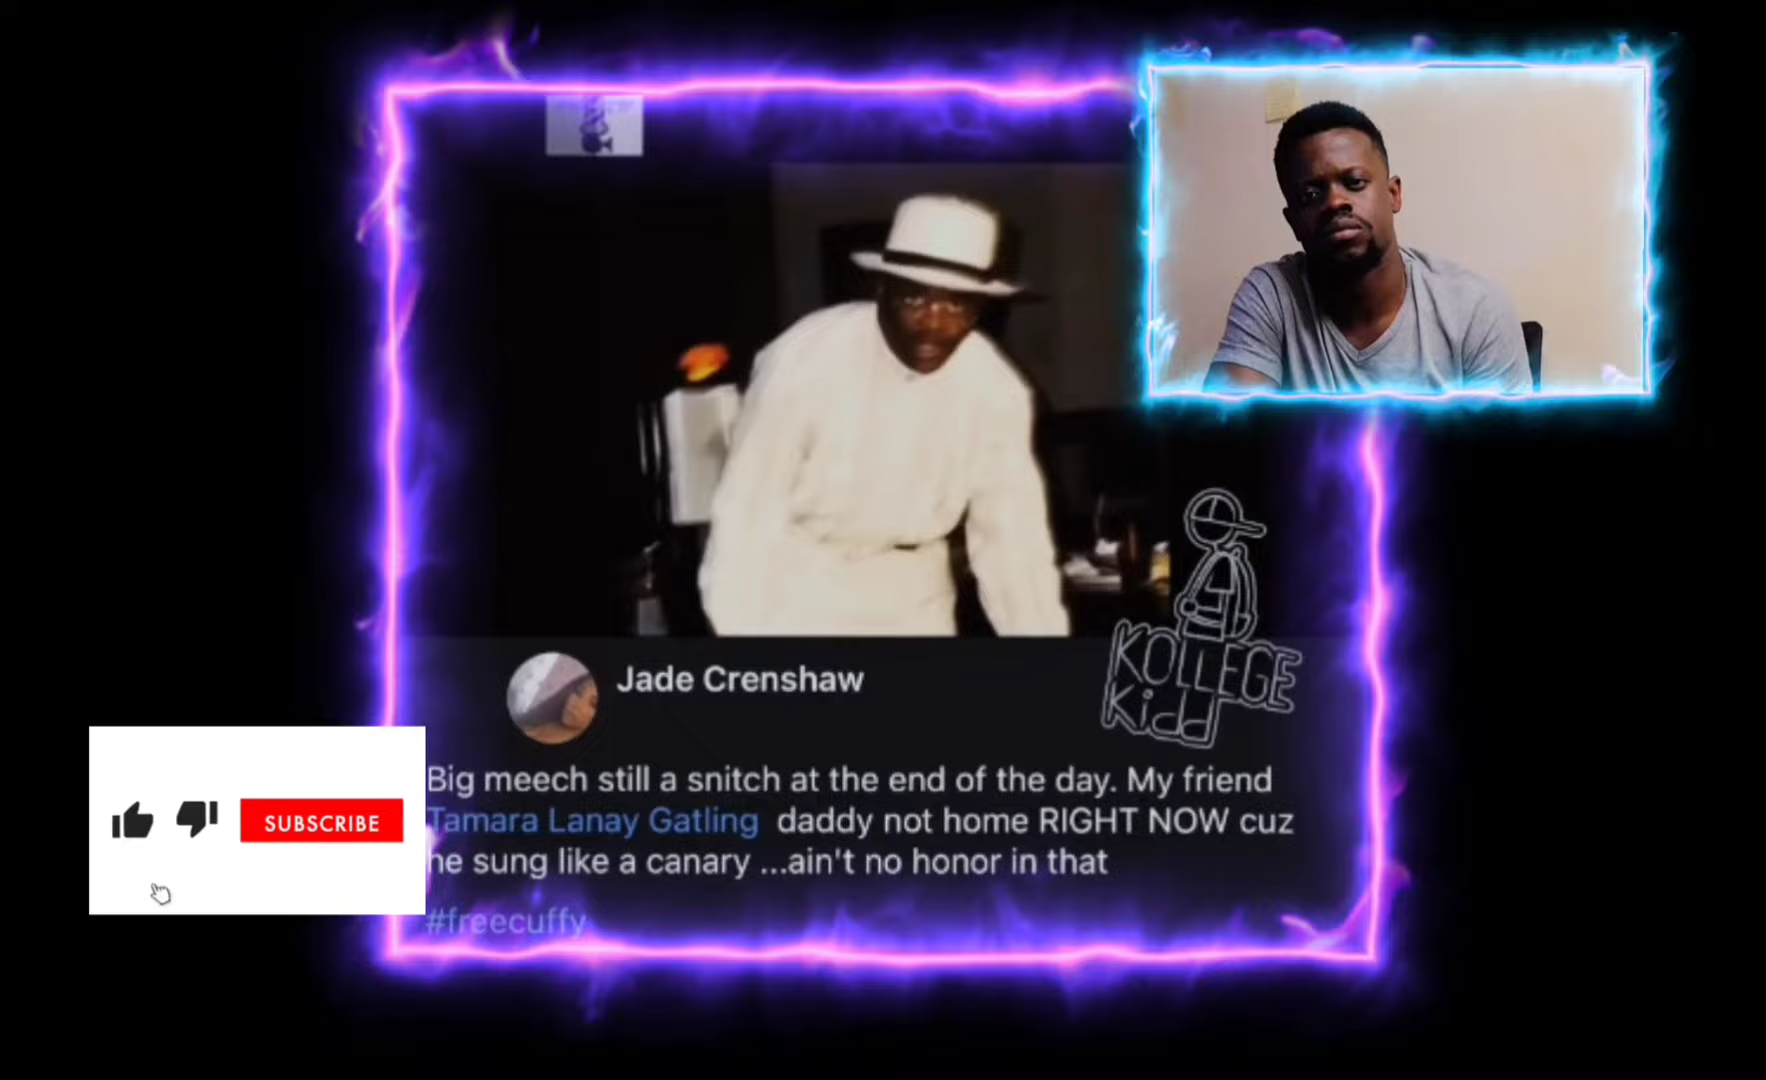 Jade Crenshaw
KOLLEGE
Kidd
Big meech still a snitch at the end of the day. My friend
Tamara Lanay Gatling daddy not home RIGHT NOW cuz
he sung like a canary ...ain't no honor in that
#freecuffy
SUBSCRIBE